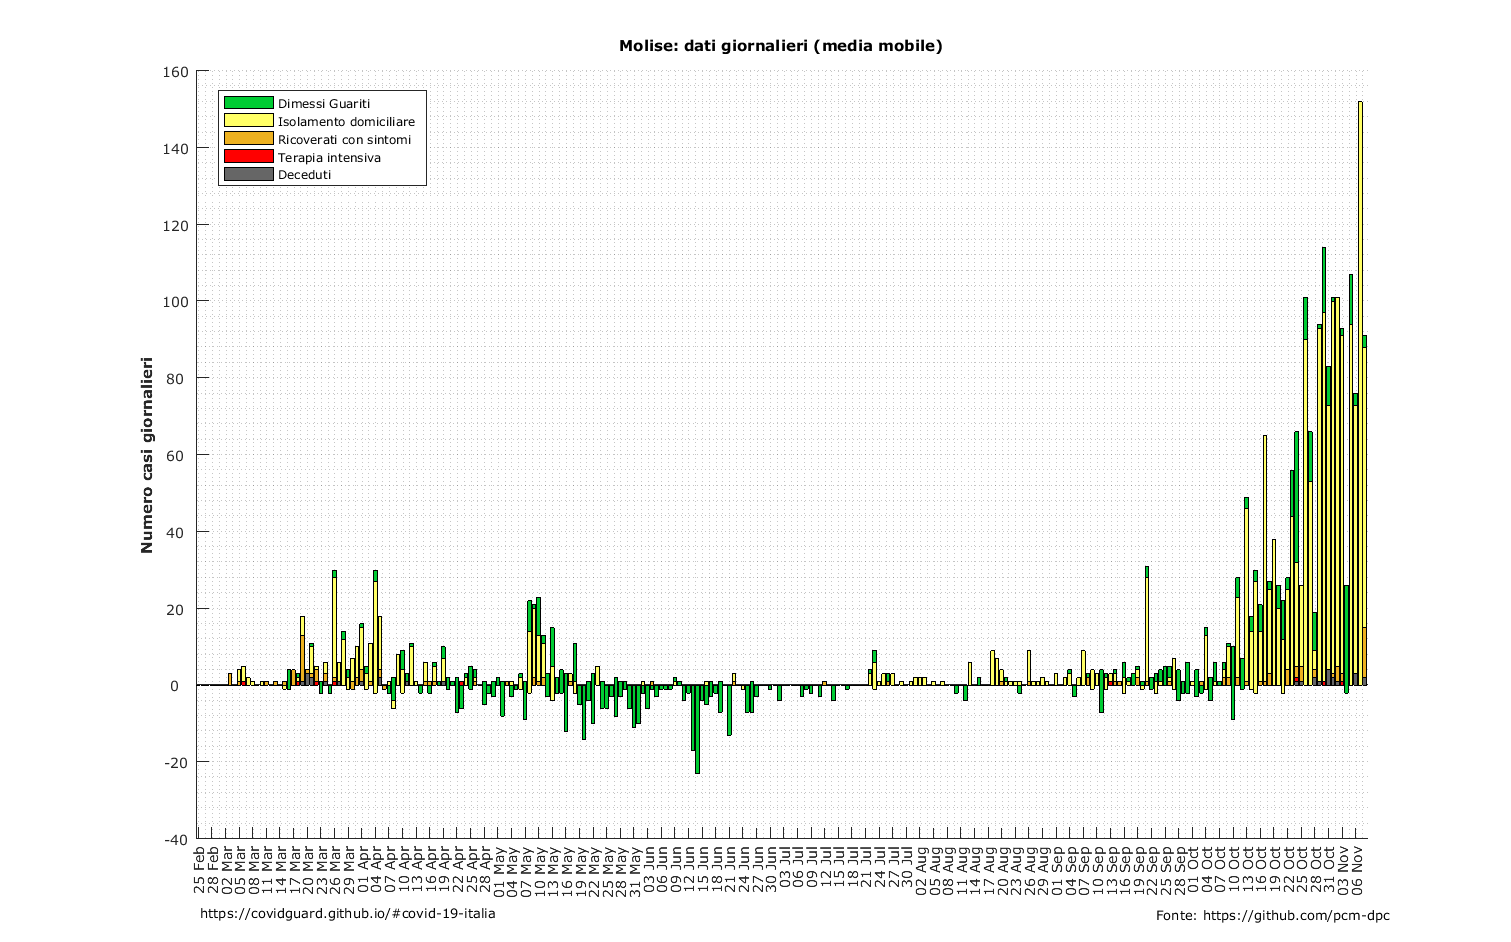 Molise: dati giornalieri (media mobile)
Numero casi giornalieri
160
140
120
100
80
60
40
20
0
-20
-40
Dimessi Guariti
Isolamento domiciliare
Ricoverati con sintomi
Terapia intensiva
Deceduti
25 Feb
28 Feb
02 Mar
05 Mar
08 Mar
11 Mar
14 Mar
17 Mar
20 Mar
23 Mar
26 Mar
29 Mar
01 Apr
04 Apr
07 Apr
10 Apr
13 Apr
16 Apr
19 Apr
22 Apr
25 Apr
28 Apr
01 May
04 May
07 May
10 May
13 May
16 May
19 May
22 May
25 May
28 May
31 May
03 Jun
06 Jun
09 Jun
12 Jun
15 Jun
18 Jun
21 Jun
24 Jun
27 Jun
30 Jun
03 Jul
06 Jul
09 Jul
12 Jul
15 Jul
18 Jul
21 Jul
24 Jul
27 Jul
30 Jul
02 Aug
05 Aug
08 Aug
11 Aug
14 Aug
17 Aug
20 Aug
23 Aug
26 Aug
29 Aug
01 Sep
04 Sep
07 Sep
10 Sep
13 Sep
16 Sep
19 Sep
22 Sep
25 Sep
28 Sep
01 Oct
04 Oct
07 Oct
10 Oct
13 Oct
16 Oct
19 Oct
22 Oct
25 Oct
28 Oct
31 Oct
03 Nov
06 Nov
https://covidguard.github.io/#covid-19-italia
Fonte: https://github.com/pcm-dpc